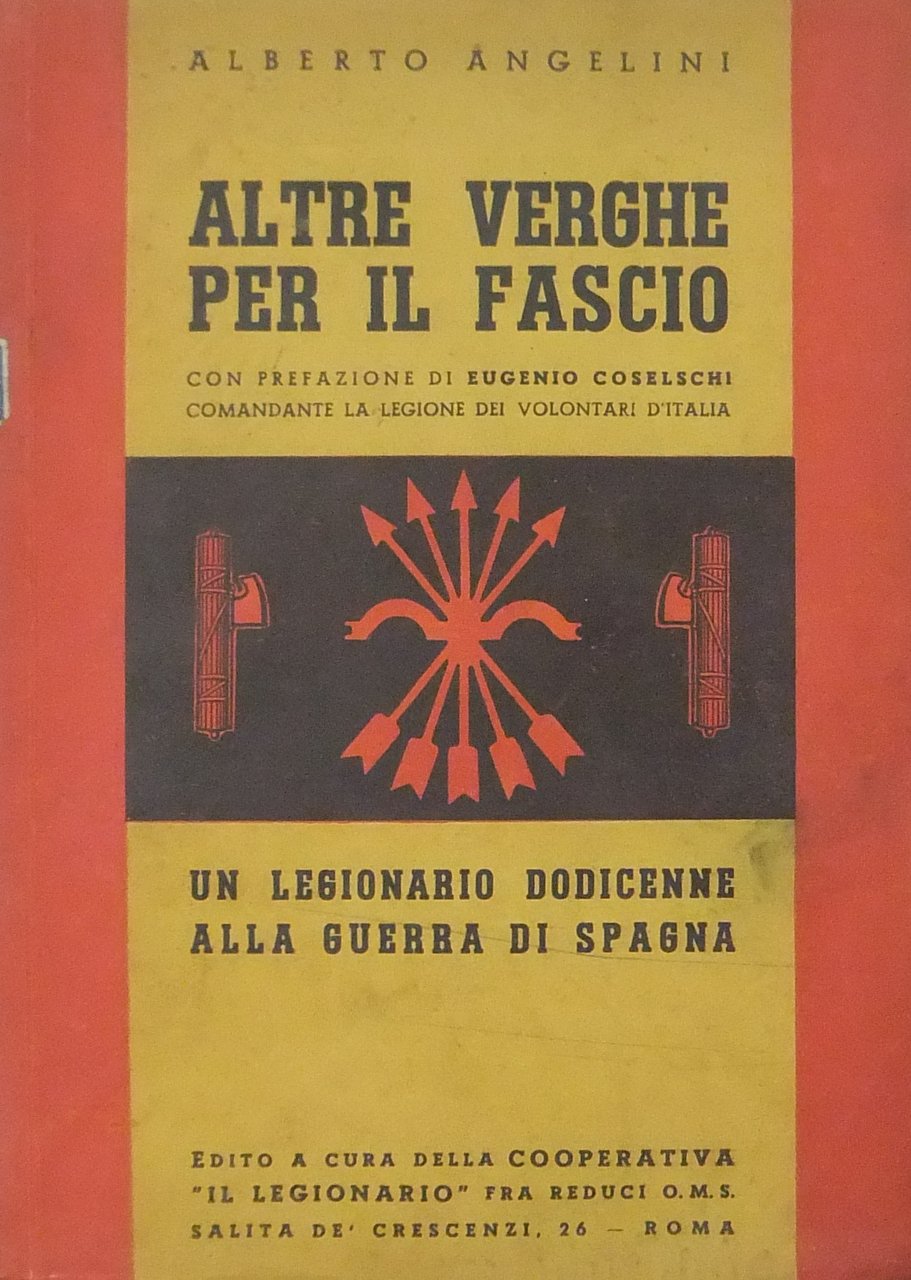 ALBERTO ANGELINI
ALTRE VERGHE
PER IL FASCIO
CON PREFAZIONE DI EUGENIO COSELSCHI
COMANDANTE LA LEGIONE DEI VOLONTARI D'ITALIA
UN LEGIONARIO DODICENNE
ALLA GUERRA DI SPAGNA
EDITO A CURA DELLA COOPERATIVA
"IL LEGIONARIO" FRA REDUCI O.M.S.
SALITA DE' CRESCENZI, 26 — ROMA